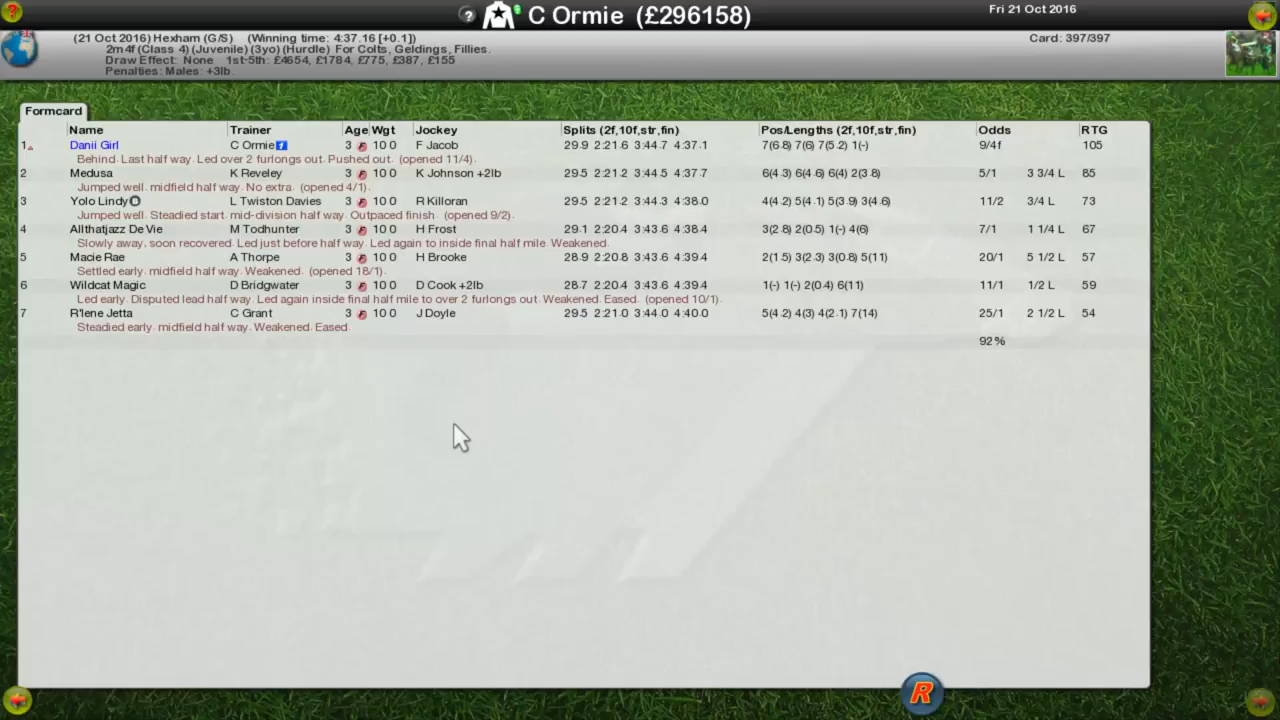 ? ? C Ormie (£296158) Fri 21 Oct 2016
(21 Oct 2016) Hexham (G/S) (Winning time: 4:37.16 [+0.1]) Card: 397/397
2m4f (Class 4) (Juvenile) (3yo) (Hurdle) For Colts, Geldings, Fillies.
Draw Effect: None 1st-5th: £4654, £1784, £775, £387, £155
Penalties: Males: +3lb.
Formcard
Name Trainer Age Wgt Jockey Splits (2f,10f,str,fin) Pos/Lengths (2f,10f,str,fin) Odds RTG
1 Danii Girl C Ormie f 3 F 10 0 F Jacob 29.9 2:21.6 3:44.7 4:37.1 7(6.8) 7(6) 7(5.2) 1(-) 9/4f 105
Behind. Last half way. Led over 2 furlongs out. Pushed out. (opened 11/4).
2 Medusa K Reveley 3 F 10 0 K Johnson +2lb 29.5 2:21.2 3:44.5 4:37.7 6(4.3) 6(4.6) 6(4) 2(3.8) 5/1 3 3/4 L 85
Jumped well. midfield half way. No extra. (opened 4/1).
3 Yolo Lindy L Twiston Davies 3 F 10 0 R Killoran 29.5 2:21.2 3:44.3 4:38.0 4(4.2) 5(4.1) 5(3.9) 3(4.6) 11/2 3/4 L 73
Jumped well. Steadied start. mid-division half way. Outpaced finish. (opened 9/2).
4 Allthatjazz De Vie M Todhunter 3 F 10 0 H Frost 29.1 2:20.4 3:43.6 4:38.4 3(2.8) 2(0.5) 1(-) 4(6) 7/1 1 1/4 L 67
Slowly away, soon recovered. Led just before half way. Led again to inside final half mile. Weakened.
5 Macie Rae A Thorpe 3 F 10 0 H Brooke 28.9 2:20.8 3:43.6 4:39.4 2(1.5) 3(2.3) 3(0.8) 5(11) 20/1 5 1/2 L 57
Settled early. midfield half way. Weakened. (opened 18/1).
6 Wildcat Magic D Bridgwater 3 F 10 0 D Cook +2lb 28.7 2:20.4 3:43.6 4:39.4 1(-) 1(-) 2(0.4) 6(11) 11/1 1/2 L 59
Led early. Disputed lead half way. Led again inside final half mile to over 2 furlongs out. Weakened. Eased. (opened 10/1).
7 R'lene Jetta C Grant 3 F 10 0 J Doyle 29.5 2:21.0 3:44.0 4:40.0 5(4.2) 4(3) 4(2.1) 7(14) 25/1 2 1/2 L 54
Steadied early. midfield half way. Weakened. Eased.
92%
R